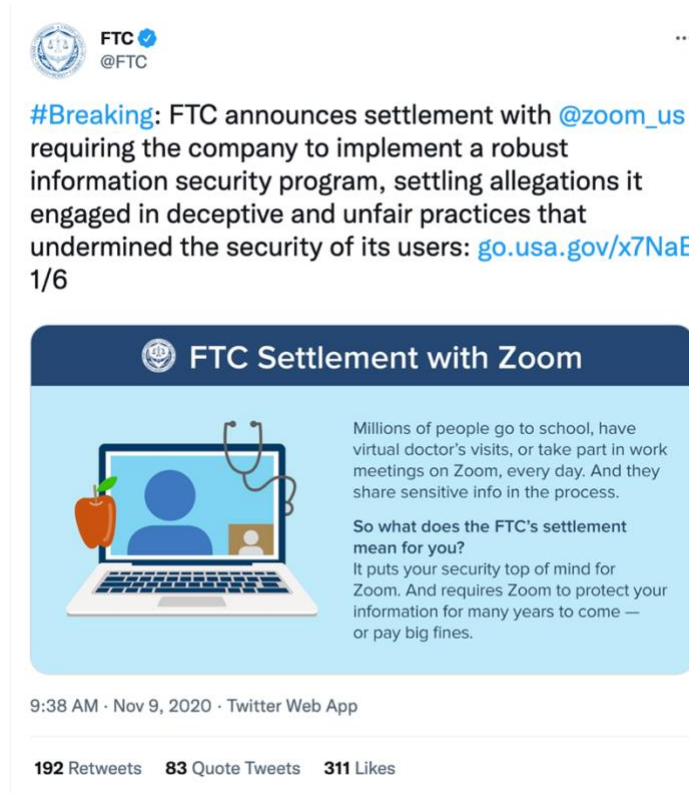 FTC
@FTC
#Breaking: FTC announces settlement with @zoom_us
requiring the company to implement a robust
information security program, settling allegations it
engaged in deceptive and unfair practices that
undermined the security of its users: go.usa.gov/x7NaE
1/6
FTC Settlement with Zoom
Millions of people go to school, have
virtual doctor's visits, or take part in work
meetings on Zoom, every day. And they
share sensitive info in the process.
So what does the FTC's settlement
mean for you?
It puts your security top of mind for
Zoom. And requires Zoom to protect your
information for many years to come —
or pay big fines.
9:38 AM · Nov 9, 2020 · Twitter Web App
192 Retweets 83 Quote Tweets 311 Likes